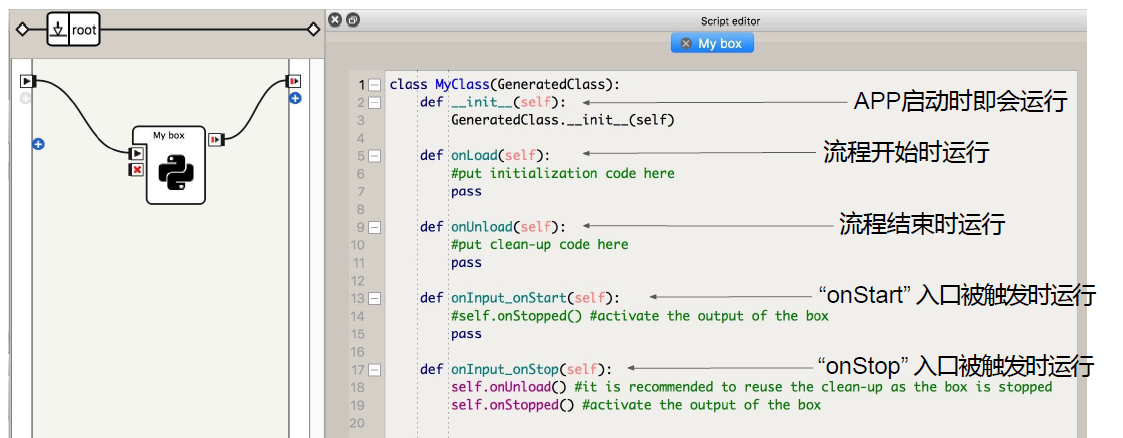 root
My box
Script editor
My box
1 class MyClass(GeneratedClass):
2 def __init__(self):
APP启动时即会运行
3 GeneratedClass.__init__(self)
4
5 def onLoad(self):
流程开始时运行
6 #put initialization code here
7 pass
8
9 def onUnload(self):
流程结束时运行
10 #put clean-up code here
11 pass
12
13 def onInput_onStart(self):
“onStart” 入口被触发时运行
14 #self.onStopped() #activate the output of the box
15 pass
16
17 def onInput_onStop(self):
“onStop” 入口被触发时运行
18 self.onUnload() #it is recommended to reuse the clean-up as the box is stopped
19 self.onStopped() #activate the output of the box
20